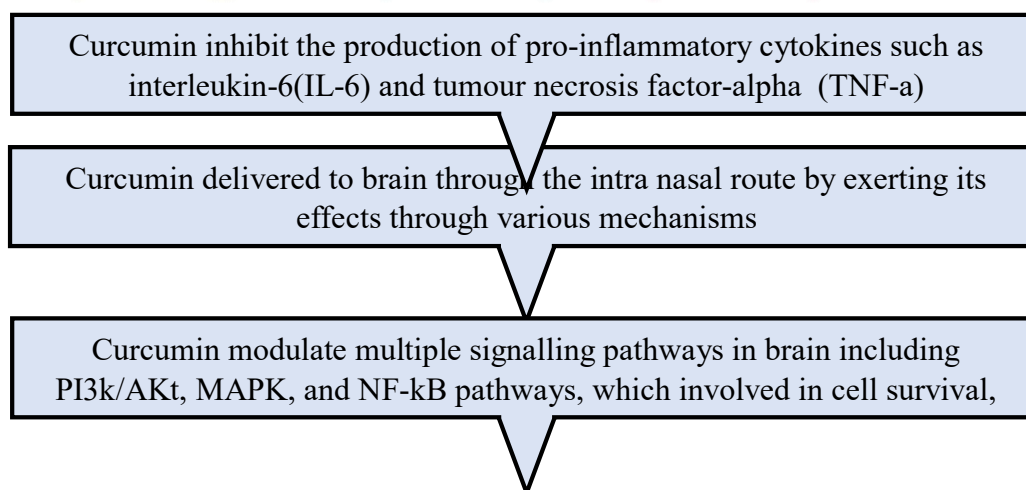 Curcumin inhibit the production of pro-inflammatory cytokines such as
interleukin-6(IL-6) and tumour necrosis factor-alpha (TNF-a)
Curcumin delivered to brain through the intra nasal route by exerting its
effects through various mechanisms
Curcumin modulate multiple signalling pathways in brain including
PI3k/AKt, MAPK, and NF-kB pathways, which involved in cell survival,